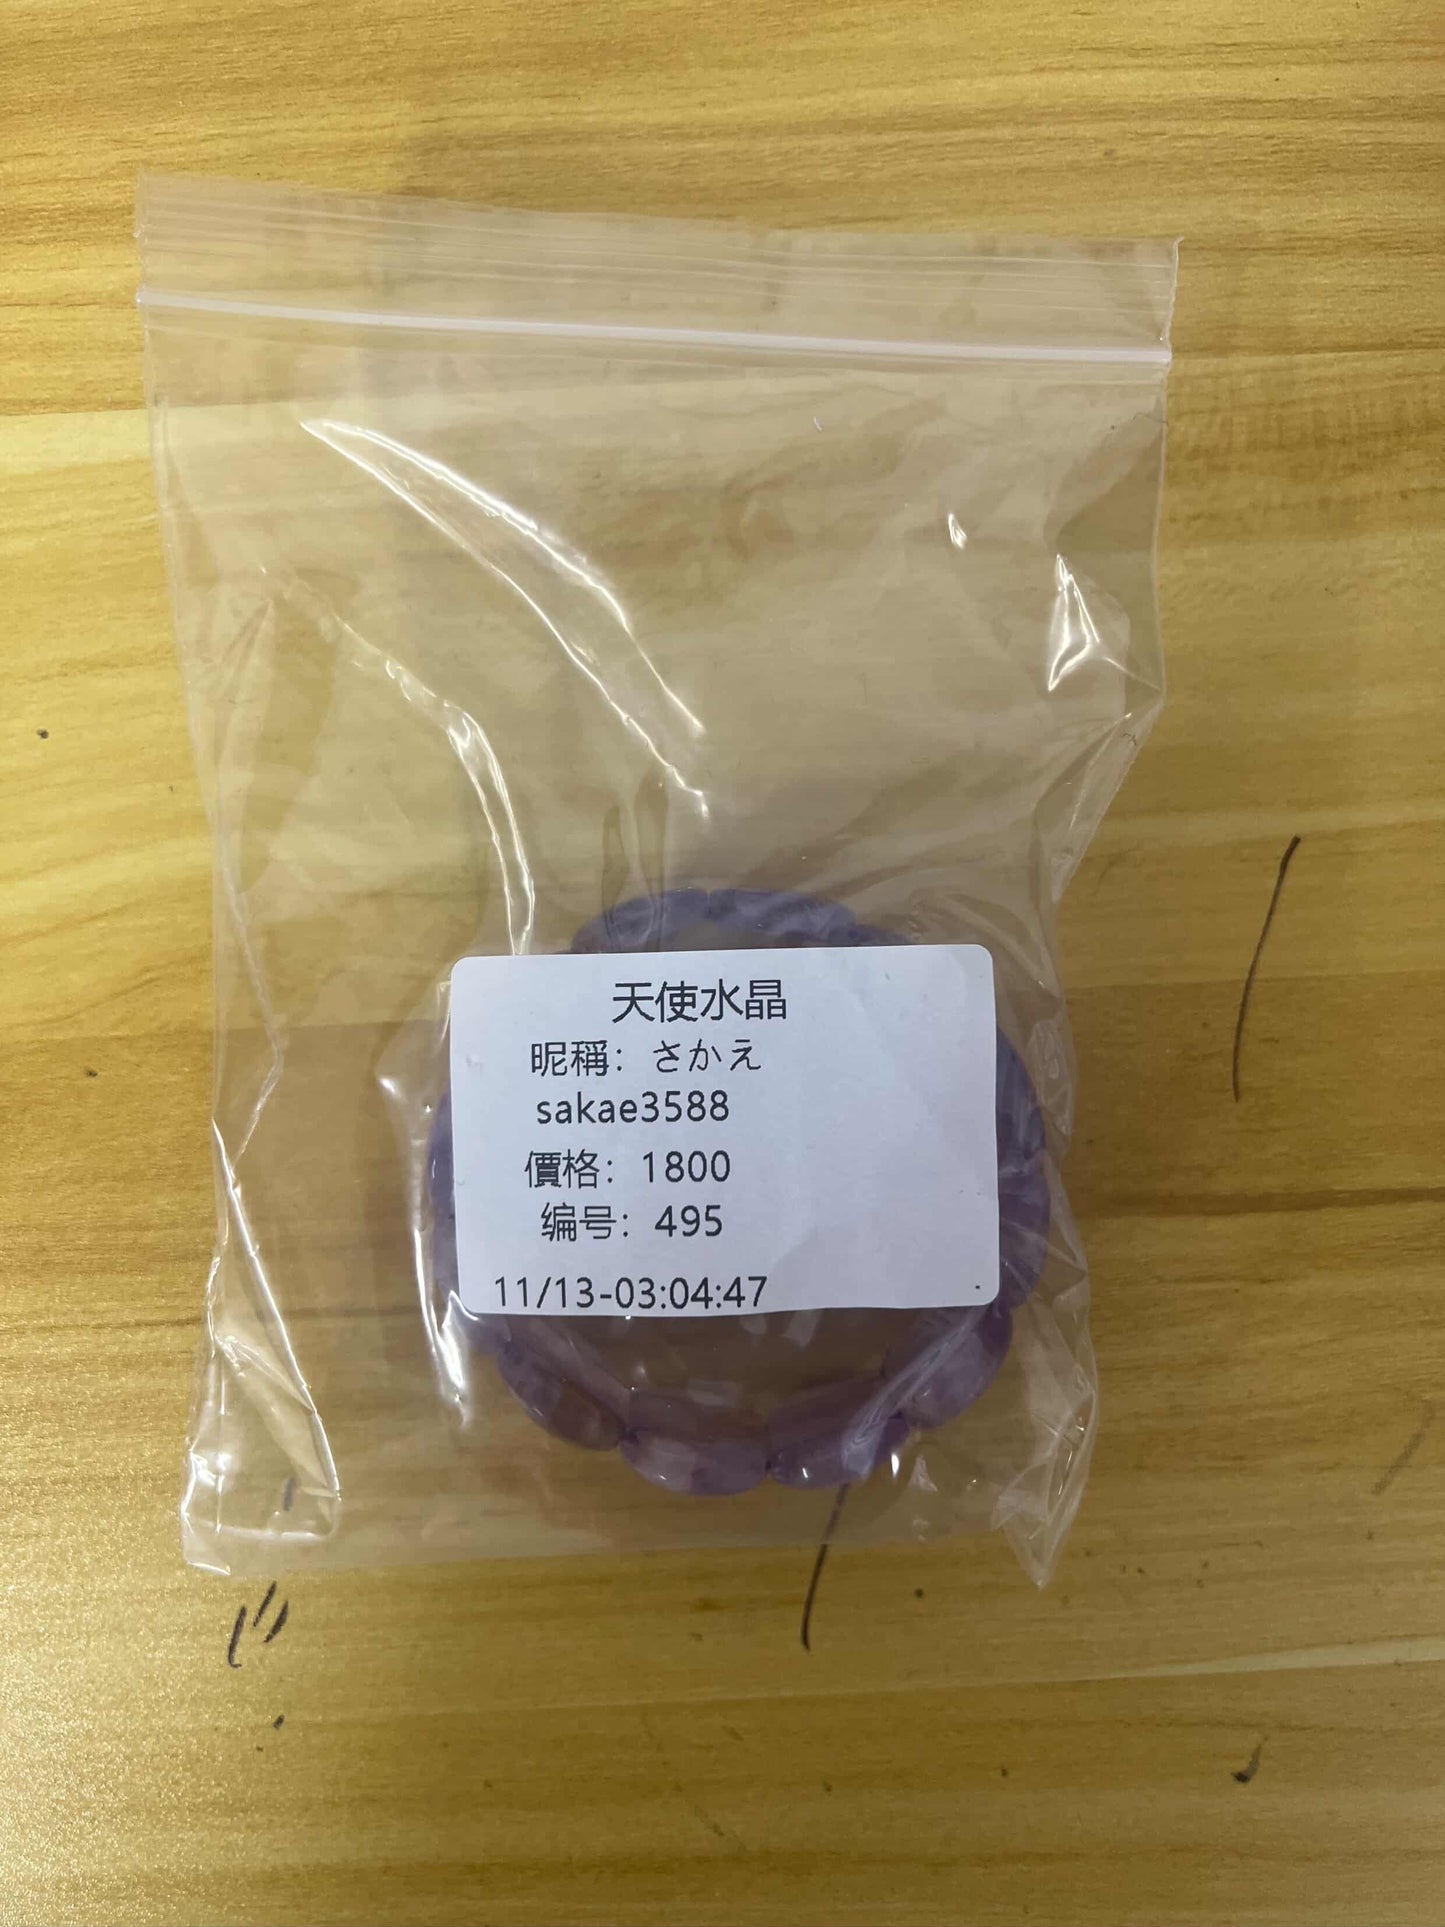 天使水晶
昵稱：さかえ
sakae3588
價格：1800
编号：495
11/13-03:04:47